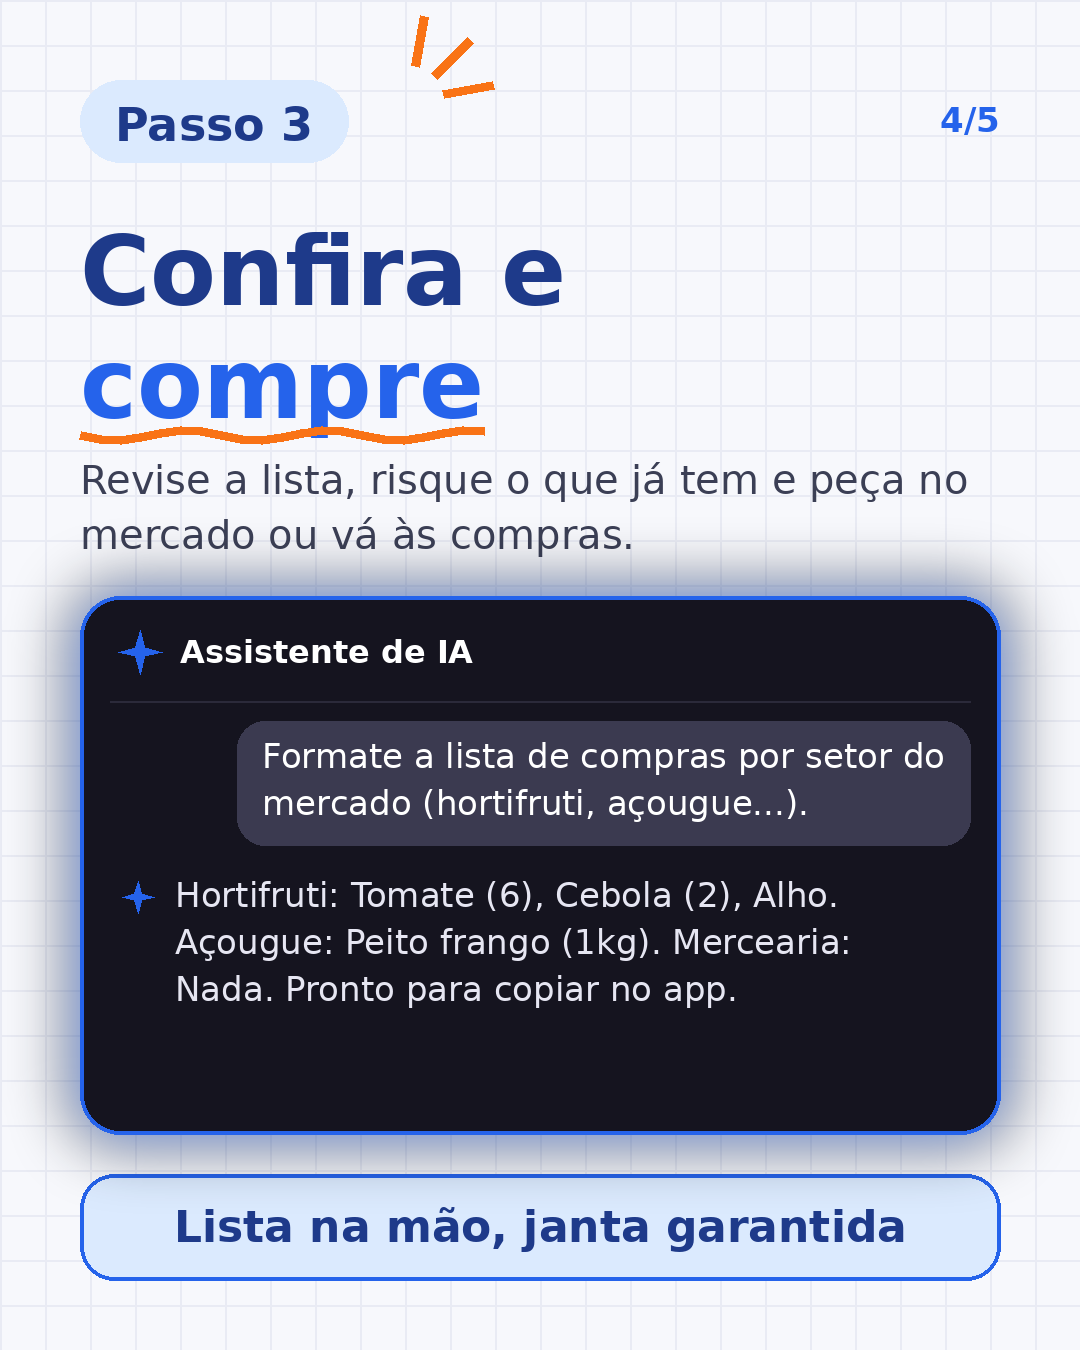 Passo 3
4/5
Confira e
compre
Revise a lista, risque o que já tem e peça no
mercado ou vá às compras.
Assistente de IA
Formate a lista de compras por setor do
mercado (hortifruti, açougue...).
Hortifruti: Tomate (6), Cebola (2), Alho.
Açougue: Peito frango (1kg). Mercearia:
Nada. Pronto para copiar no app.
Lista na mão, janta garantida